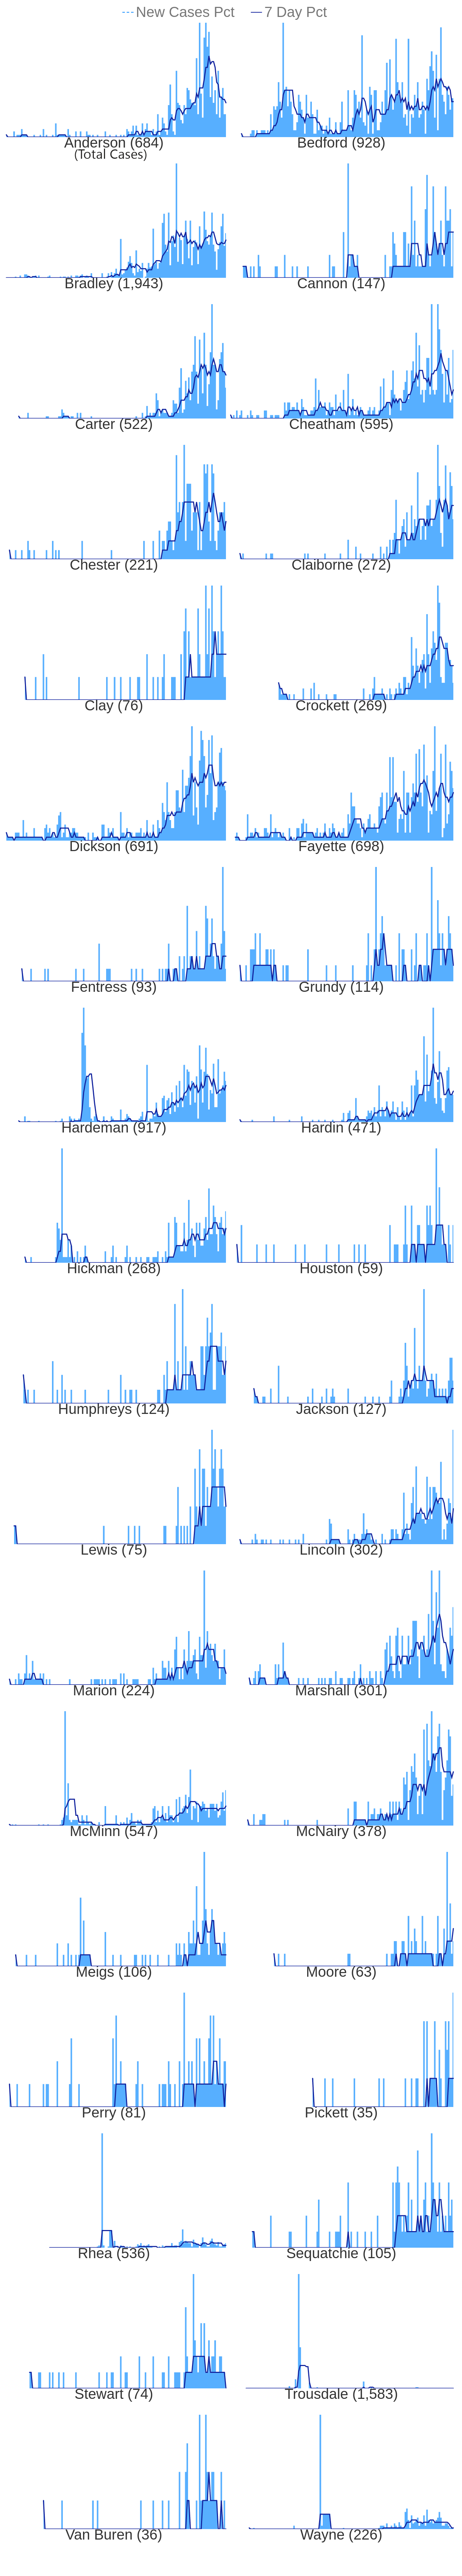 New Cases Pct 7 Day Pct
Anderson (684) Bedford (928)
(Total Cases)
Bradley (1,943) Cannon (147)
Carter (522) Cheatham (595)
Chester (221) Claiborne (272)
Clay (76) Crockett (269)
Dickson (691) Fayette (698)
Fentress (93) Grundy (114)
Hardeman (917) Hardin (471)
Hickman (268) Houston (59)
Humphreys (124) Jackson (127)
Lewis (75) Lincoln (302)
Marion (224) Marshall (301)
McMinn (547) McNairy (378)
Meigs (106) Moore (63)
Perry (81) Pickett (35)
Rhea (536) Sequatchie (105)
Stewart (74) Trousdale (1,583)
Van Buren (36) Wayne (226)